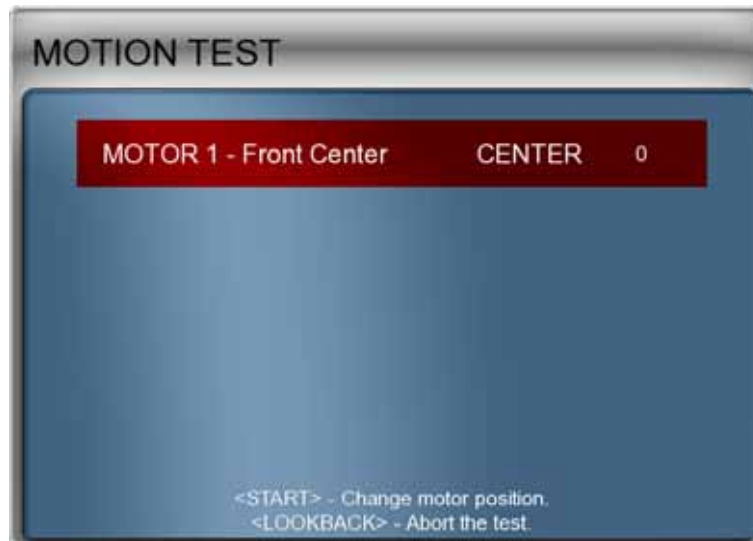 MOTION TEST
MOTOR 1 - Front Center CENTER 0
<START> - Change motor position.
<LOOKBACK> - Abort the test.